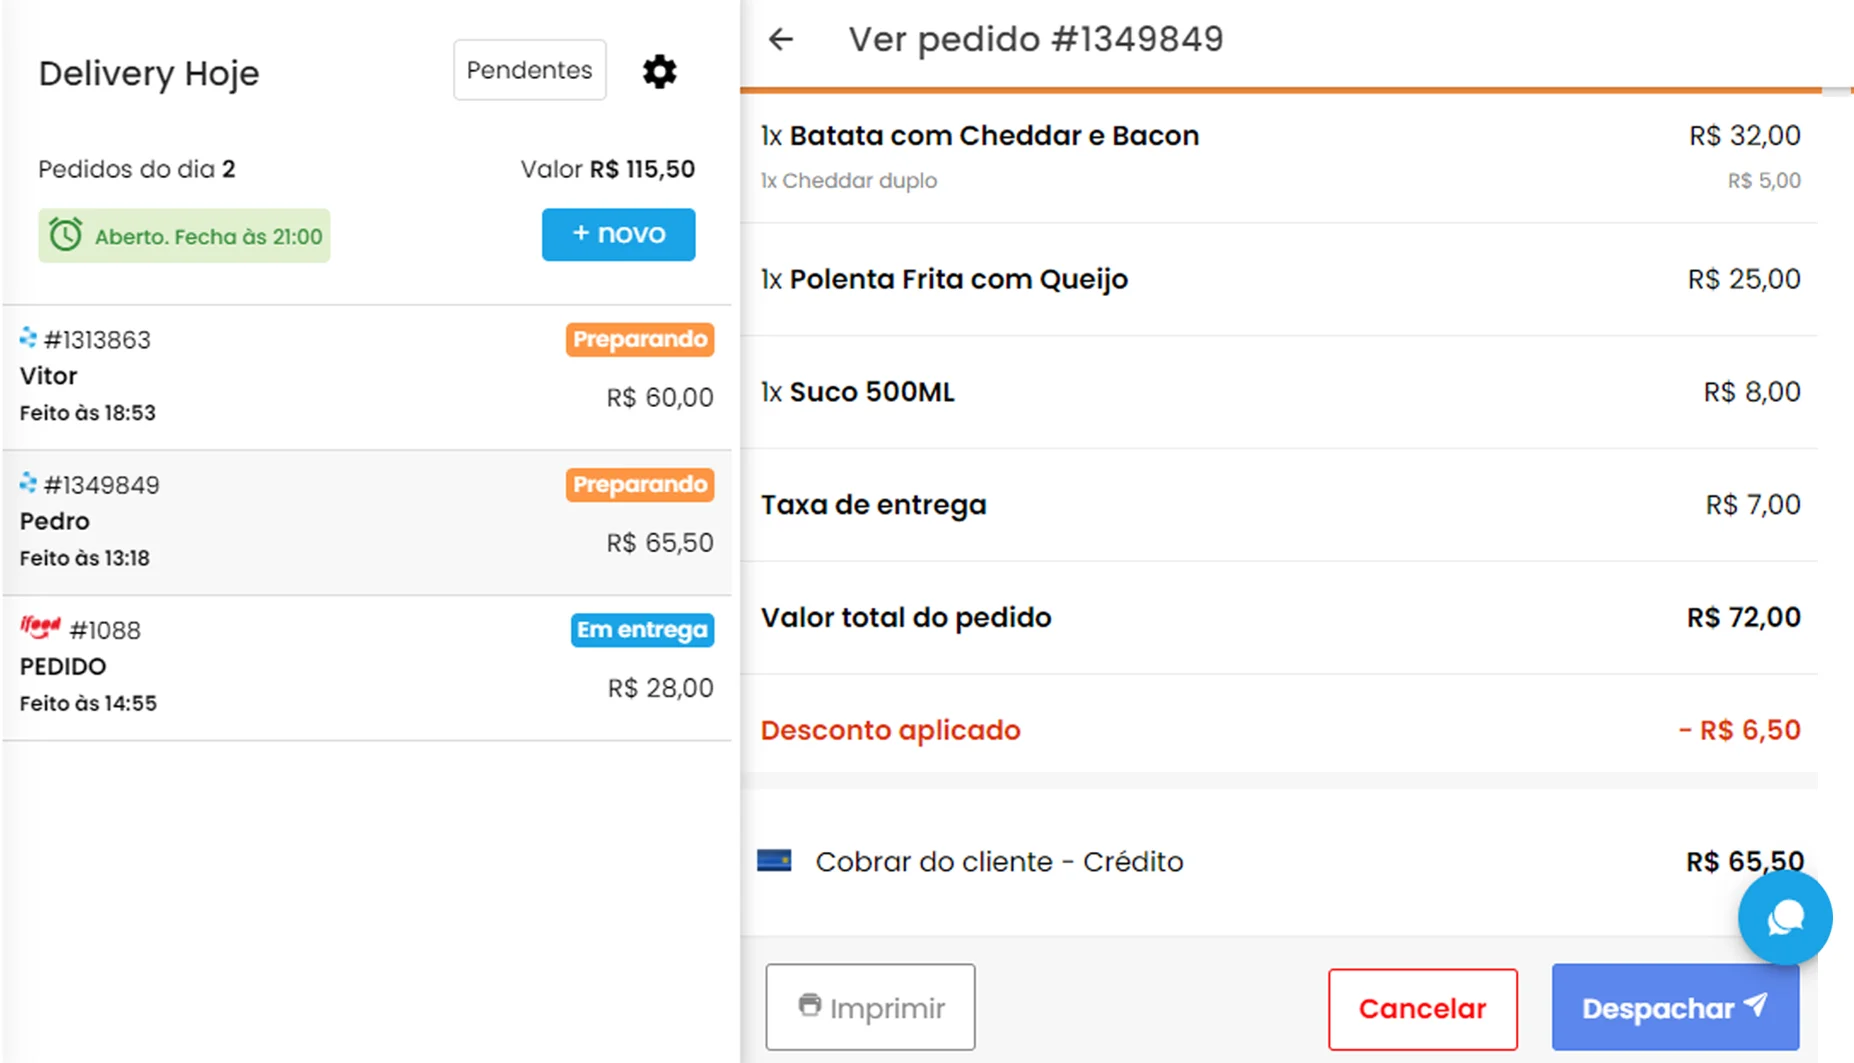 Delivery Hoje
Pendentes
Pedidos do dia 2
Valor R$ 115,50
Aberto. Fecha às 21:00
+ novo
#1313863
Preparando
Vitor
R$ 60,00
Feito às 18:53
#1349849
Preparando
Pedro
R$ 65,50
Feito às 13:18
ifood #1088
Em entrega
PEDIDO
R$ 28,00
Feito às 14:55
Ver pedido #1349849
1x Batata com Cheddar e Bacon R$ 32,00
1x Cheddar duplo R$ 5,00
1x Polenta Frita com Queijo R$ 25,00
1x Suco 500ML R$ 8,00
Taxa de entrega R$ 7,00
Valor total do pedido R$ 72,00
Desconto aplicado - R$ 6,50
Cobrar do cliente - Crédito R$ 65,50
Imprimir
Cancelar
Despachar